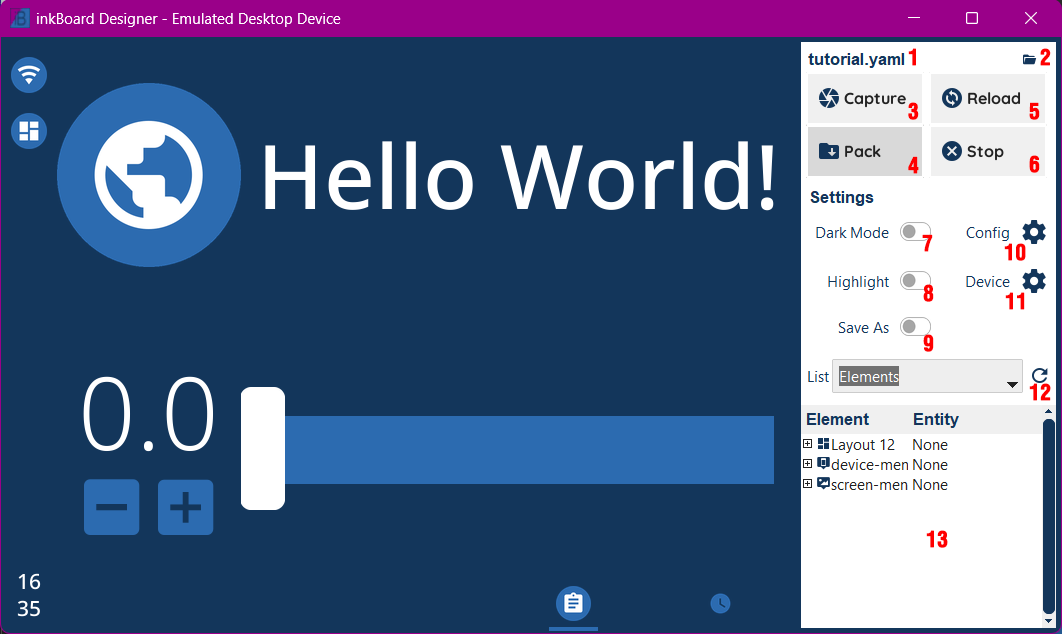 inkBoard Designer - Emulated Desktop Device
tutorial.yaml 1 2
Capture 3 Reload 5
Pack 4 Stop 6
Hello World!
Settings
Dark Mode 7 Config 10
Highlight 8 Device 11
Save As 9
List Elements 12
0.0
Element Entity
Layout 12 None
device-men None
screen-men None
13
16
35